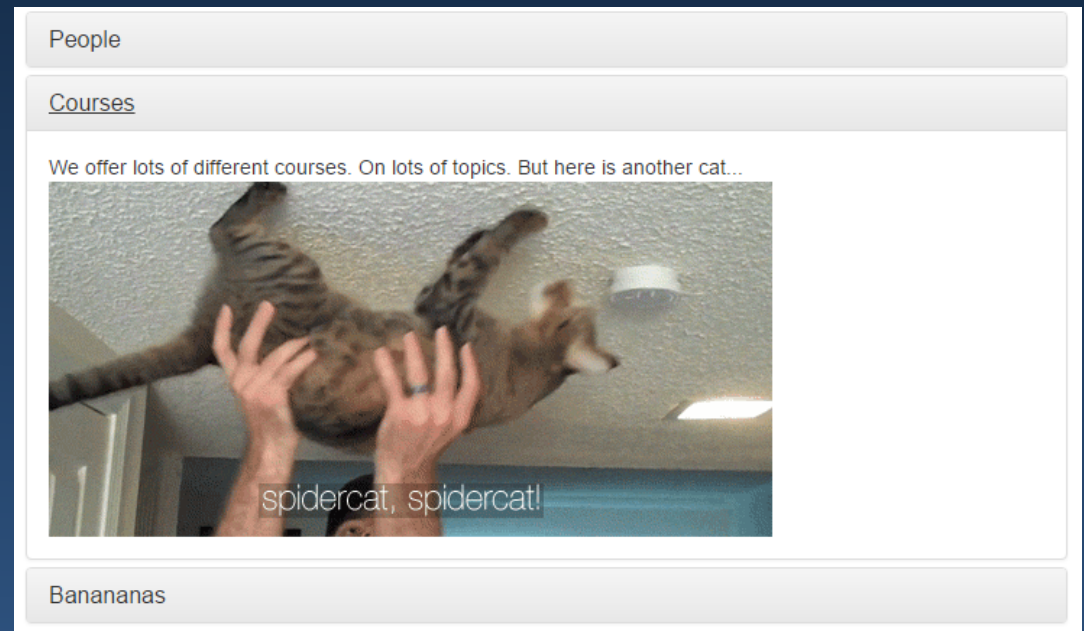 People
Courses
We offer lots of different courses. On lots of topics. But here is another cat...
spidercat, spidercat!
Banananas